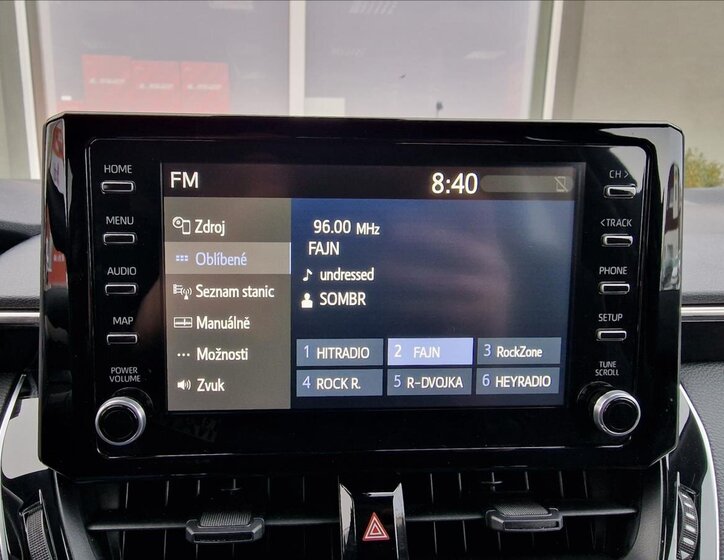 HOME
MENU
AUDIO
MAP
POWER
VOLUME
FM
8:40
Zdroj
Oblíbené
Seznam stanic
Manuálně
Možnosti
Zvuk
96.00 MHz
FAJN
undressed
SOMBR
1 HITRADIO
2 FAJN
3 RockZone
4 ROCK R.
5 R-DVOJKA
6 HEYRADIO
CH >
< TRACK
PHONE
SETUP
TUNE
SCROLL